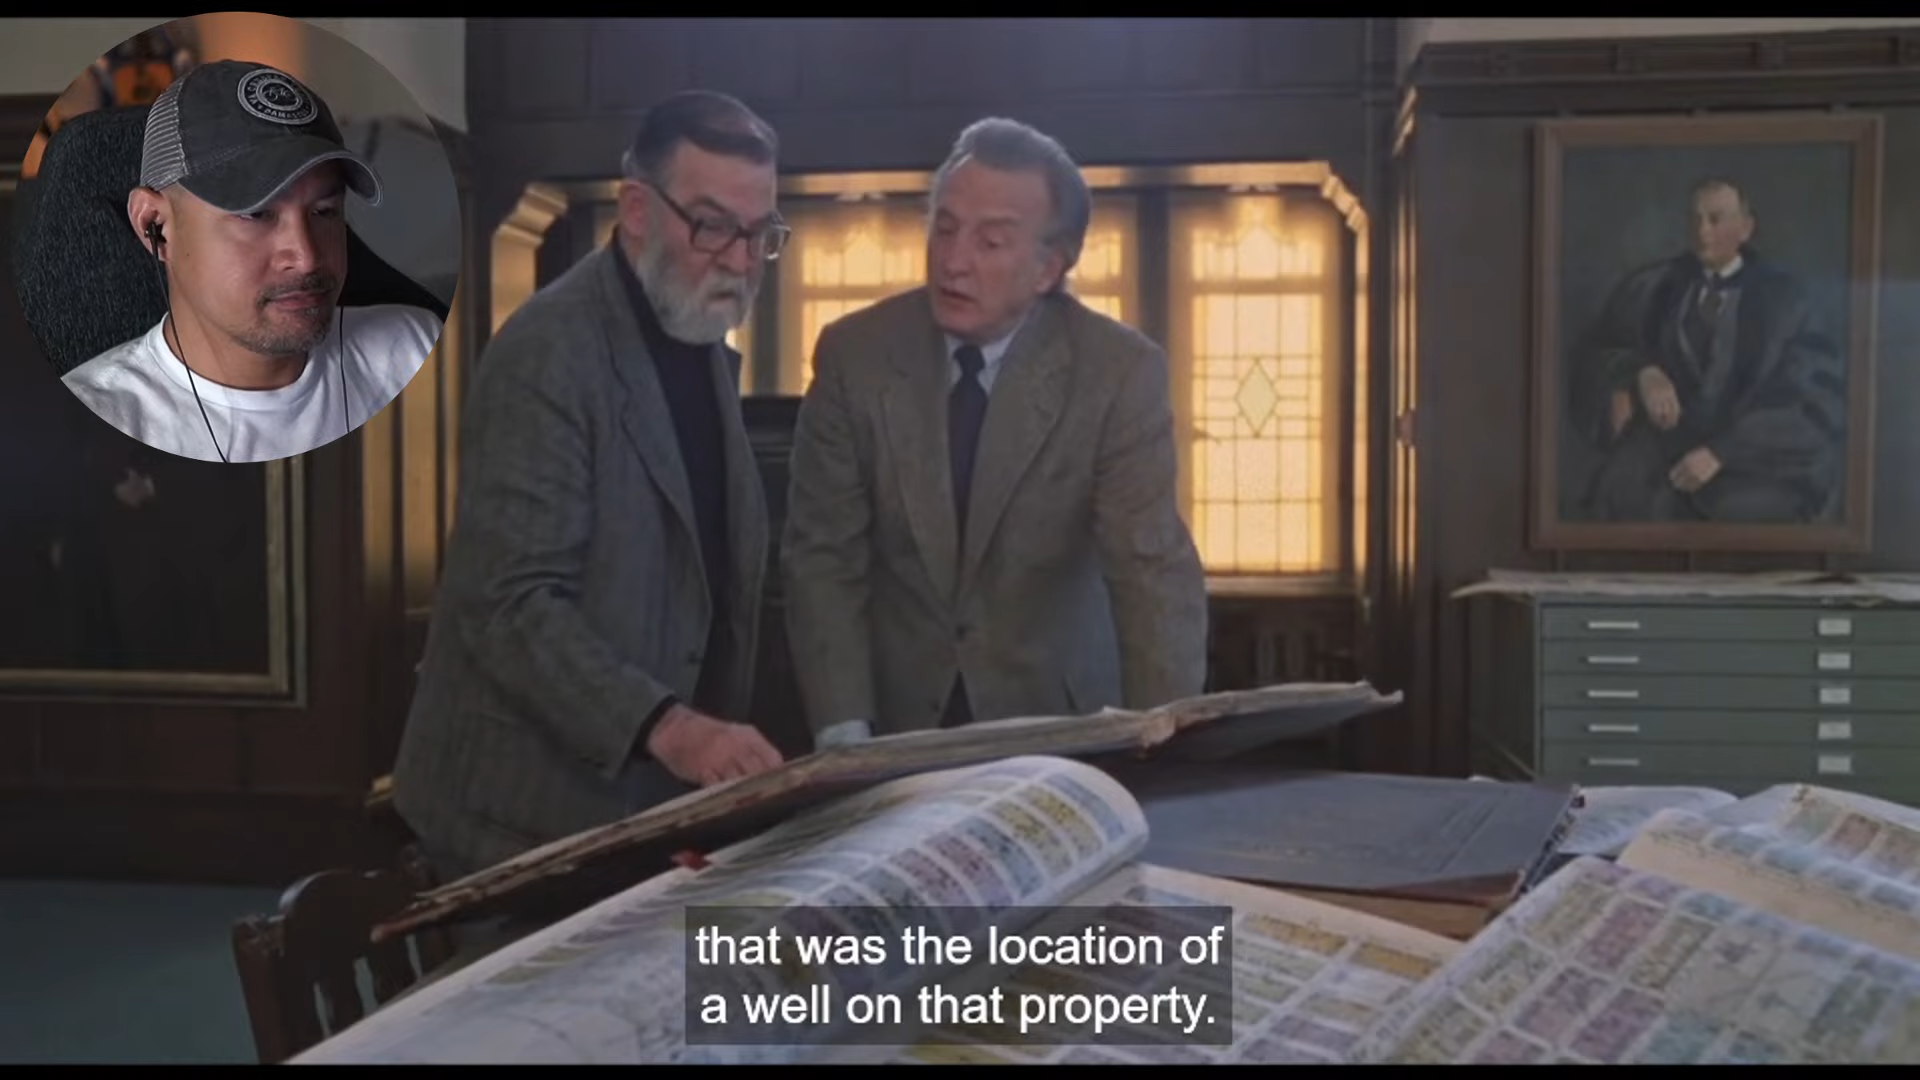 that was the location of
a well on that property.